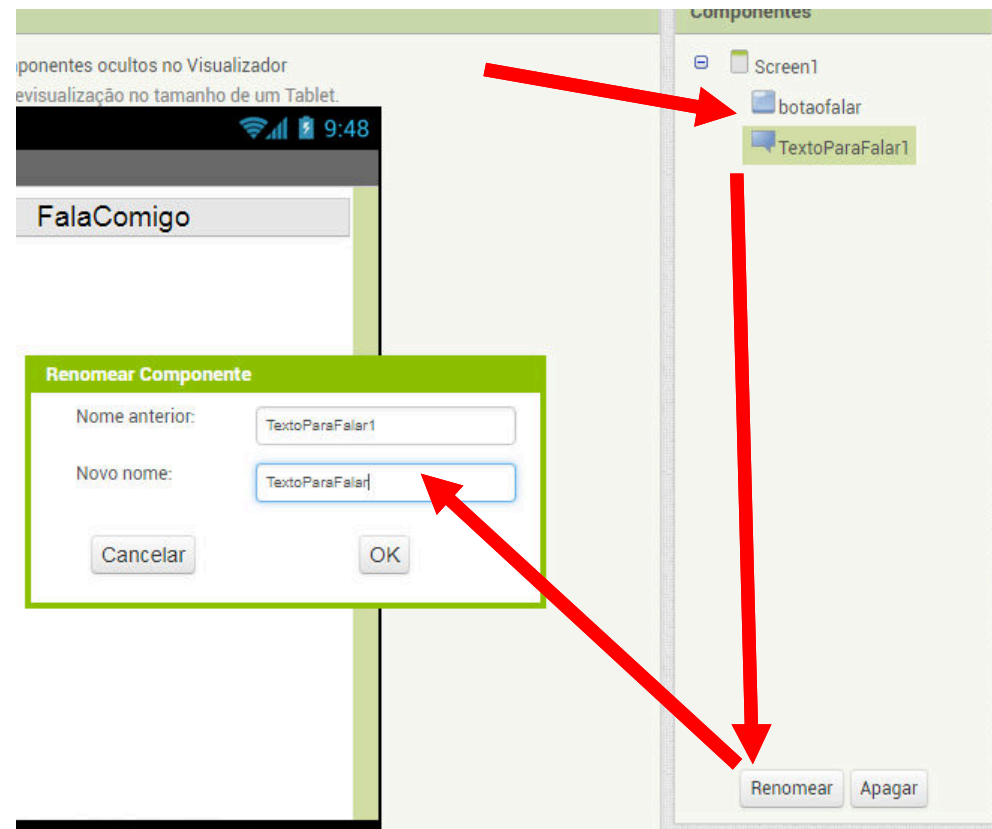 Componentes
ponentes ocultos no Visualizador
evisualização no tamanho de um Tablet.
Screen1
botaofalar
TextoParaFalar1
9:48
FalaComigo
Renomear Componente
Nome anterior:
TextoParaFalar1
Novo nome:
TextoParaFalar
Cancelar
OK
Renomear
Apagar